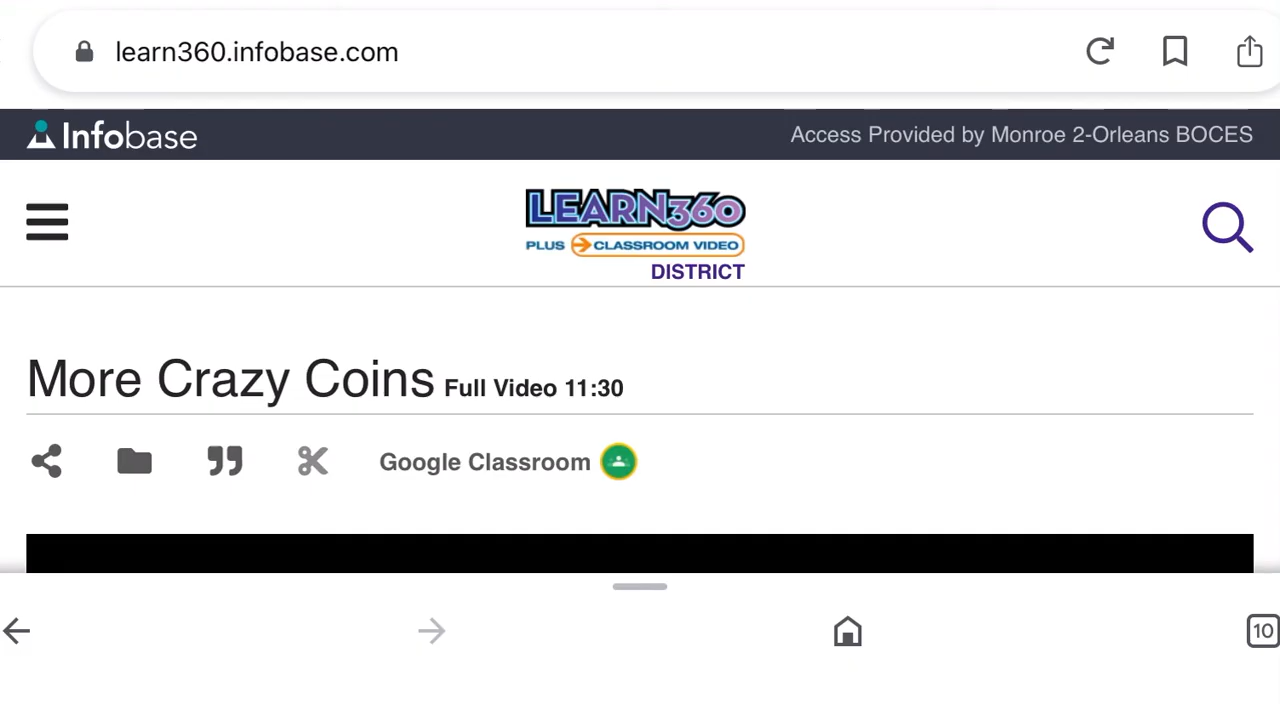 learn360.infobase.com
Infobase
Access Provided by Monroe 2-Orleans BOCES
LEARN360
PLUS CLASSROOM VIDEO
DISTRICT
More Crazy Coins Full Video 11:30
Google Classroom
10